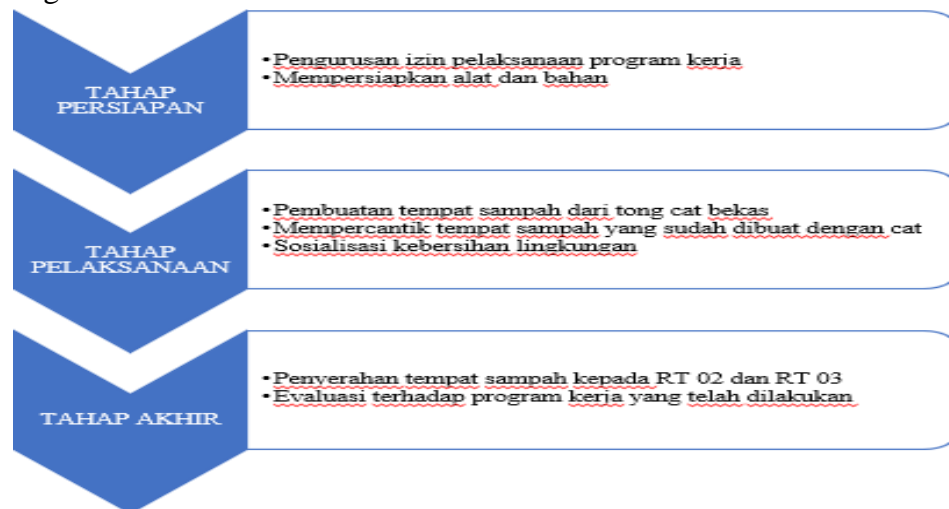 TAHAP
PERSIAPAN
•Pengurusan izin pelaksanaan program kerja
•Mempersiapkan alat dan bahan
TAHAP
PELAKSANAAN
•Pembuatan tempat sampah dari tong cat bekas
•Mempercantik tempat sampah yang sudah dibuat dengan cat
•Sosialisasi kebersihan lingkungan
TAHAP AKHIR
•Penyerahan tempat sampah kepada RT 02 dan RT 03
•Evaluasi terhadap program kerja yang telah dilakukan